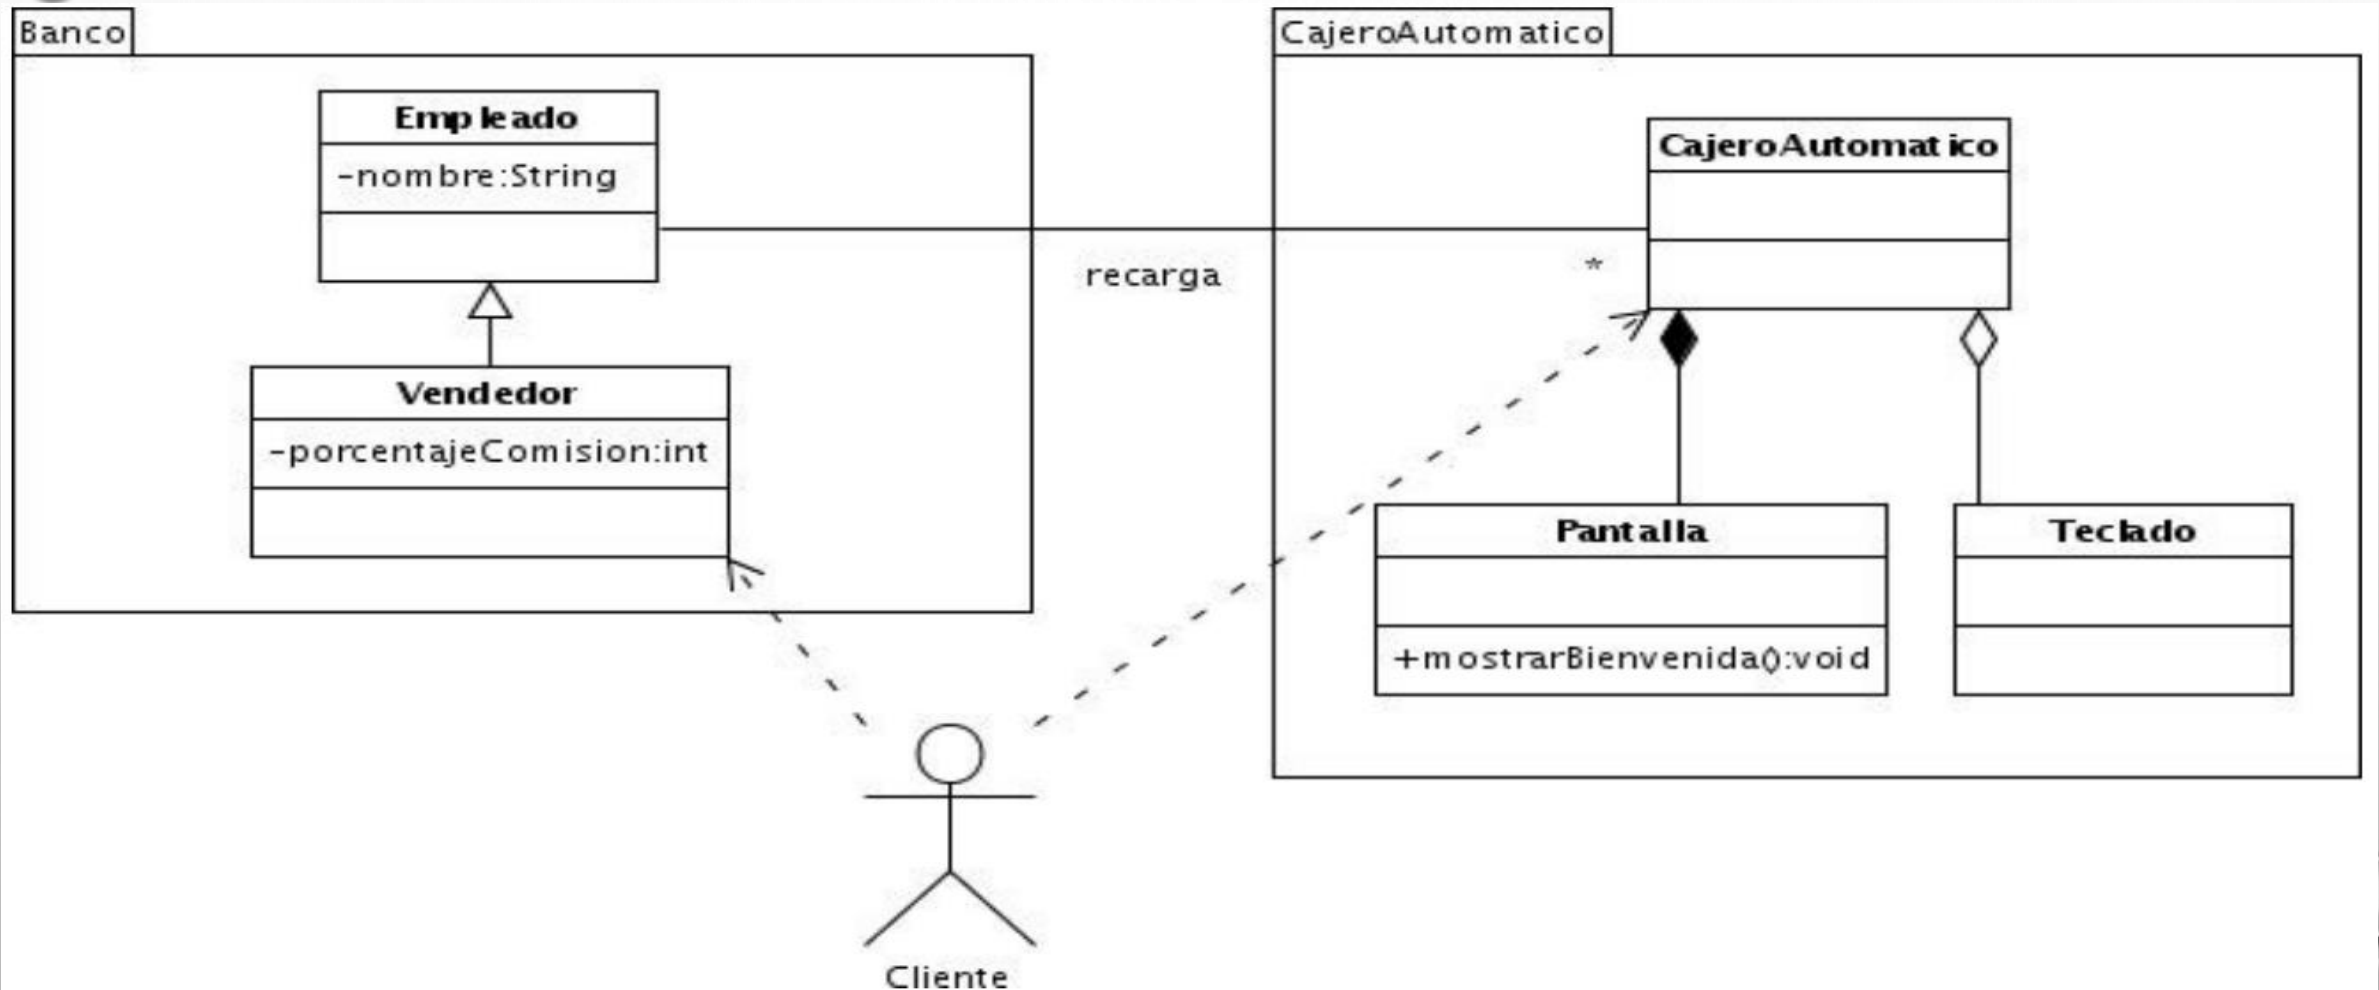 Banco
Empleado
-nombre:String
Vendedor
-porcentajeComision:int
recarga
*
CajeroAutomatico
CajeroAutomatico
Pantalla
+mostrarBienvenida():void
Teclado
Cliente